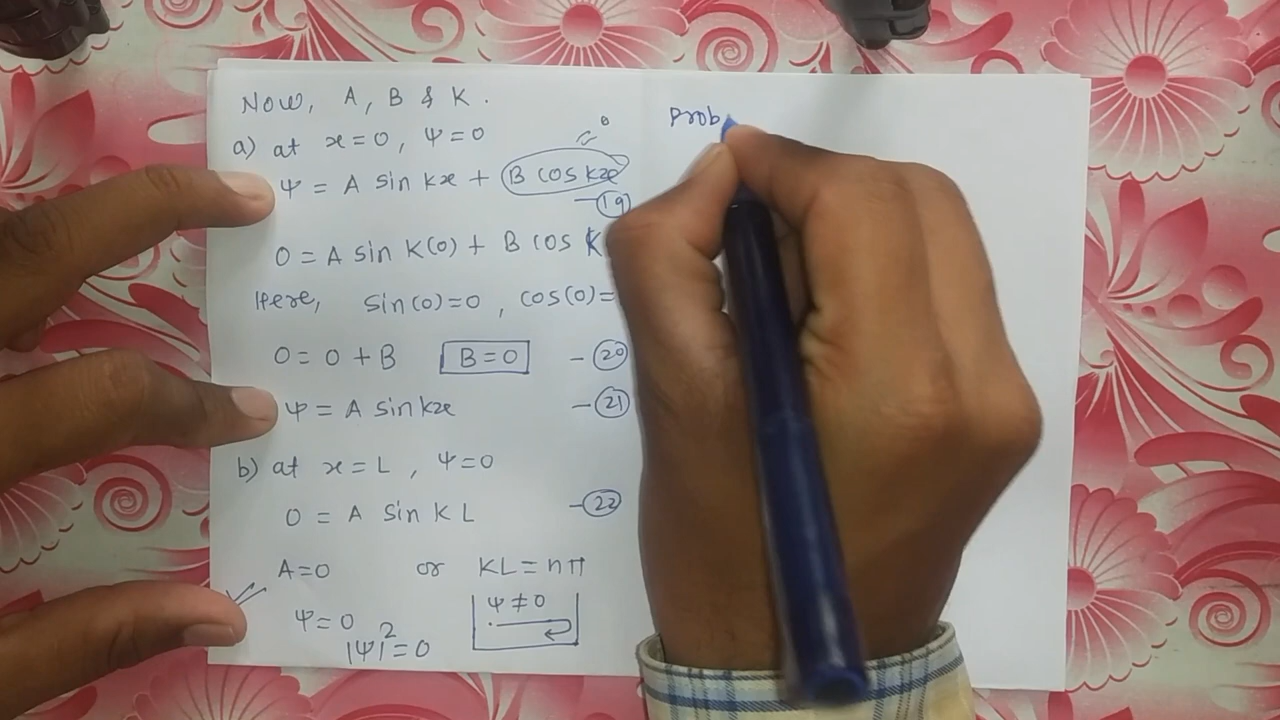 Now, A, B & K.
a) at x=0, Ψ=0
0
Ψ = A sin Kx + B cos Kx
-(19)
0 = A sin K(0) + B cos K
Here, sin(0)=0, cos(0)=
0 = 0 + B B=0 -(20)
Ψ = A sin Kx -(21)
b) at x=L, Ψ=0
0 = A sin K L -(22)
A=0 or KL = nπ
Ψ=0 Ψ ≠ 0
|Ψ|²=0
Prob